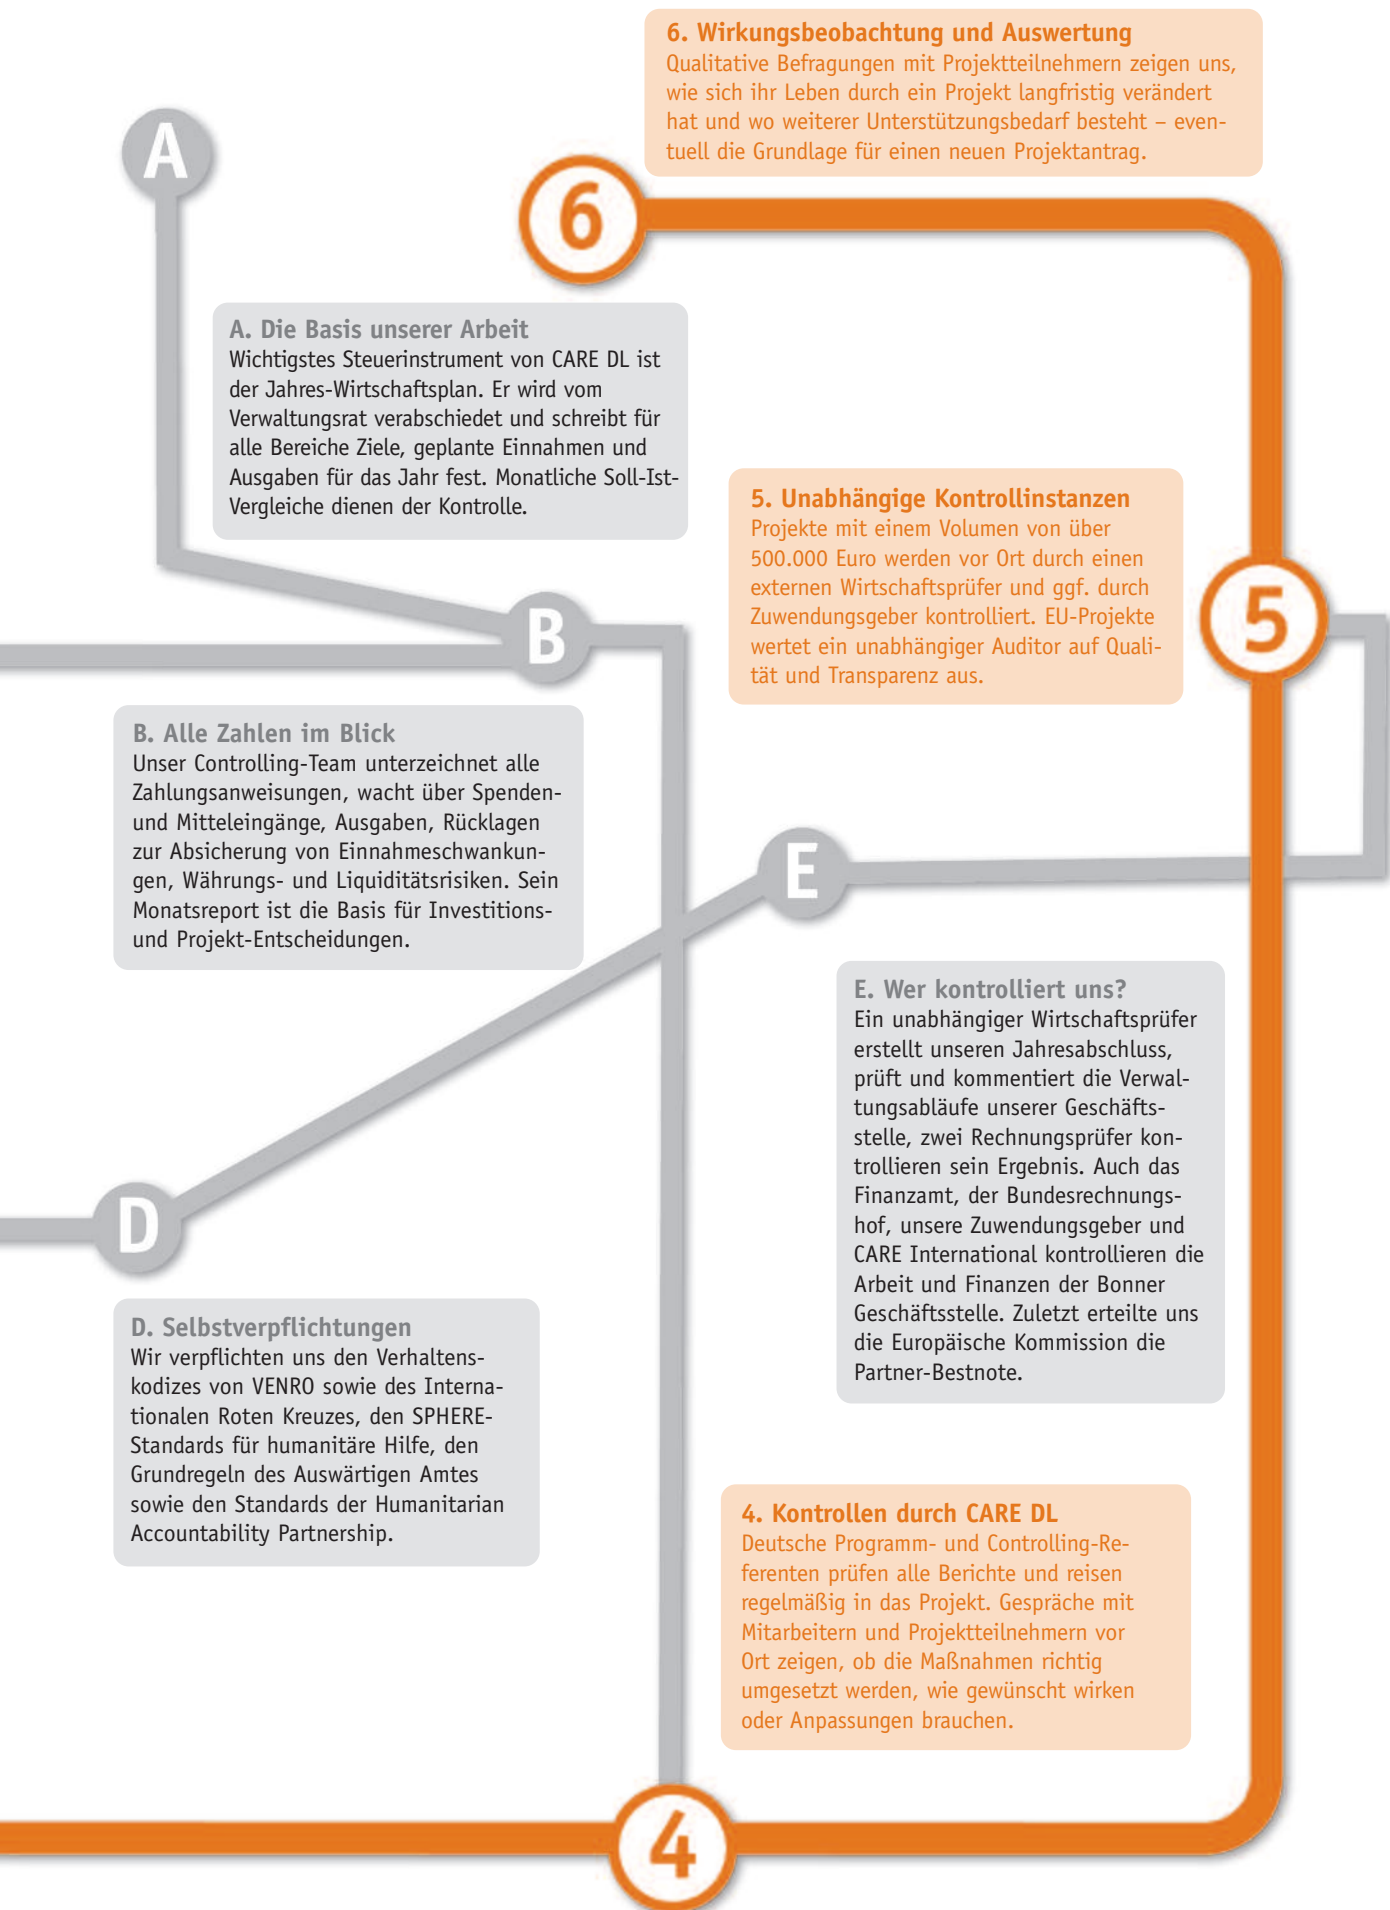 6. Wirkungsbeobachtung und Auswertung
Qualitative Befragungen mit Projektteilnehmern zeigen uns,
wie sich ihr Leben durch ein Projekt langfristig verändert
hat und wo weiterer Unterstützungsbedarf besteht – even-
tuell die Grundlage für einen neuen Projektantrag.
A
6
A. Die Basis unserer Arbeit
Wichtigstes Steuerinstrument von CARE DL ist
der Jahres-Wirtschaftsplan. Er wird vom
Verwaltungsrat verabschiedet und schreibt für
alle Bereiche Ziele, geplante Einnahmen und
Ausgaben für das Jahr fest. Monatliche Soll-Ist-
Vergleiche dienen der Kontrolle.
5. Unabhängige Kontrollinstanzen
Projekte mit einem Volumen von über
500.000 Euro werden vor Ort durch einen
externen Wirtschaftsprüfer und ggf. durch
Zuwendungsgeber kontrolliert. EU-Projekte
wertet ein unabhängiger Auditor auf Quali-
tät und Transparenz aus.
5
B
B. Alle Zahlen im Blick
Unser Controlling-Team unterzeichnet alle
Zahlungsanweisungen, wacht über Spenden-
und Mitteleingänge, Ausgaben, Rücklagen
zur Absicherung von Einnahmeschwankun-
gen, Währungs- und Liquiditätsrisiken. Sein
Monatsreport ist die Basis für Investitions-
und Projekt-Entscheidungen.
E
E. Wer kontrolliert uns?
Ein unabhängiger Wirtschaftsprüfer
erstellt unseren Jahresabschluss,
prüft und kommentiert die Verwal-
tungsabläufe unserer Geschäfts-
stelle, zwei Rechnungsprüfer kon-
trollieren sein Ergebnis. Auch das
Finanzamt, der Bundesrechnungs-
hof, unsere Zuwendungsgeber und
CARE International kontrollieren die
Arbeit und Finanzen der Bonner
Geschäftsstelle. Zuletzt erteilte uns
die Europäische Kommission die
Partner-Bestnote.
D
D. Selbstverpflichtungen
Wir verpflichten uns den Verhaltens-
kodizes von VENRO sowie des Interna-
tionalen Roten Kreuzes, den SPHERE-
Standards für humanitäre Hilfe, den
Grundregeln des Auswärtigen Amtes
sowie den Standards der Humanitarian
Accountability Partnership.
4. Kontrollen durch CARE DL
Deutsche Programm- und Controlling-Re-
ferenten prüfen alle Berichte und reisen
regelmäßig in das Projekt. Gespräche mit
Mitarbeitern und Projektteilnehmern vor
Ort zeigen, ob die Maßnahmen richtig
umgesetzt werden, wie gewünscht wirken
oder Anpassungen brauchen.
4